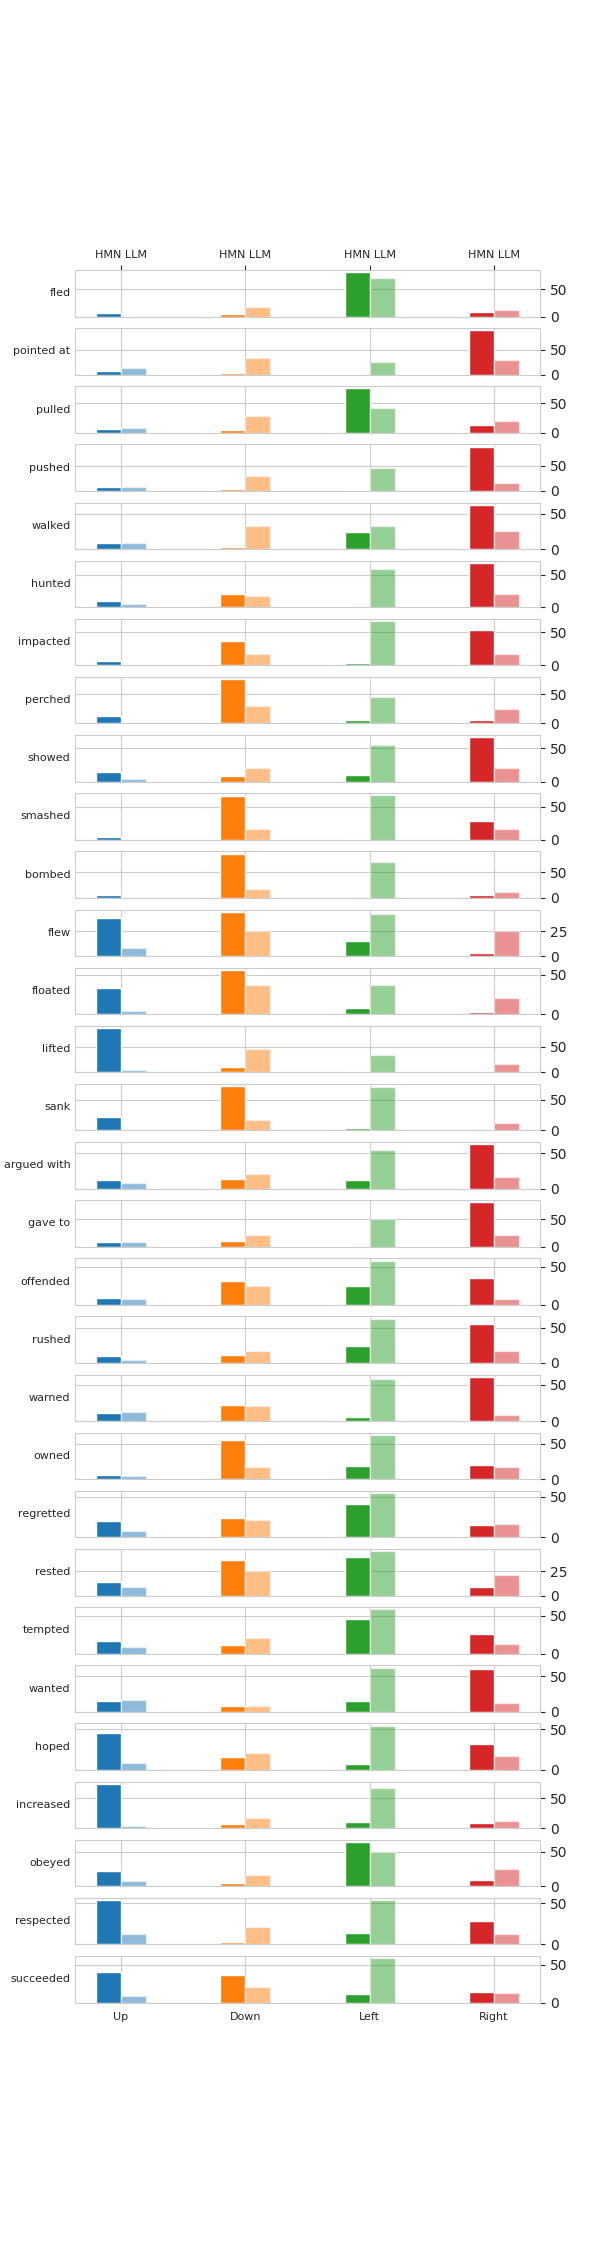 HMN LLM HMN LLM HMN LLM HMN LLM
fled 50 0
pointed at 50 0
pulled 50 0
pushed 50 0
walked 50 0
hunted 50 0
impacted 50 0
perched 50 0
showed 50 0
smashed 50 0
bombed 50 0
flew 25 0
floated 50 0
lifted 50 0
sank 50 0
argued with 50 0
gave to 50 0
offended 50 0
rushed 50 0
warned 50 0
owned 50 0
regretted 50 0
rested 25 0
tempted 50 0
wanted 50 0
hoped 50 0
increased 50 0
obeyed 50 0
respected 50 0
succeeded 50 0
Up Down Left Right